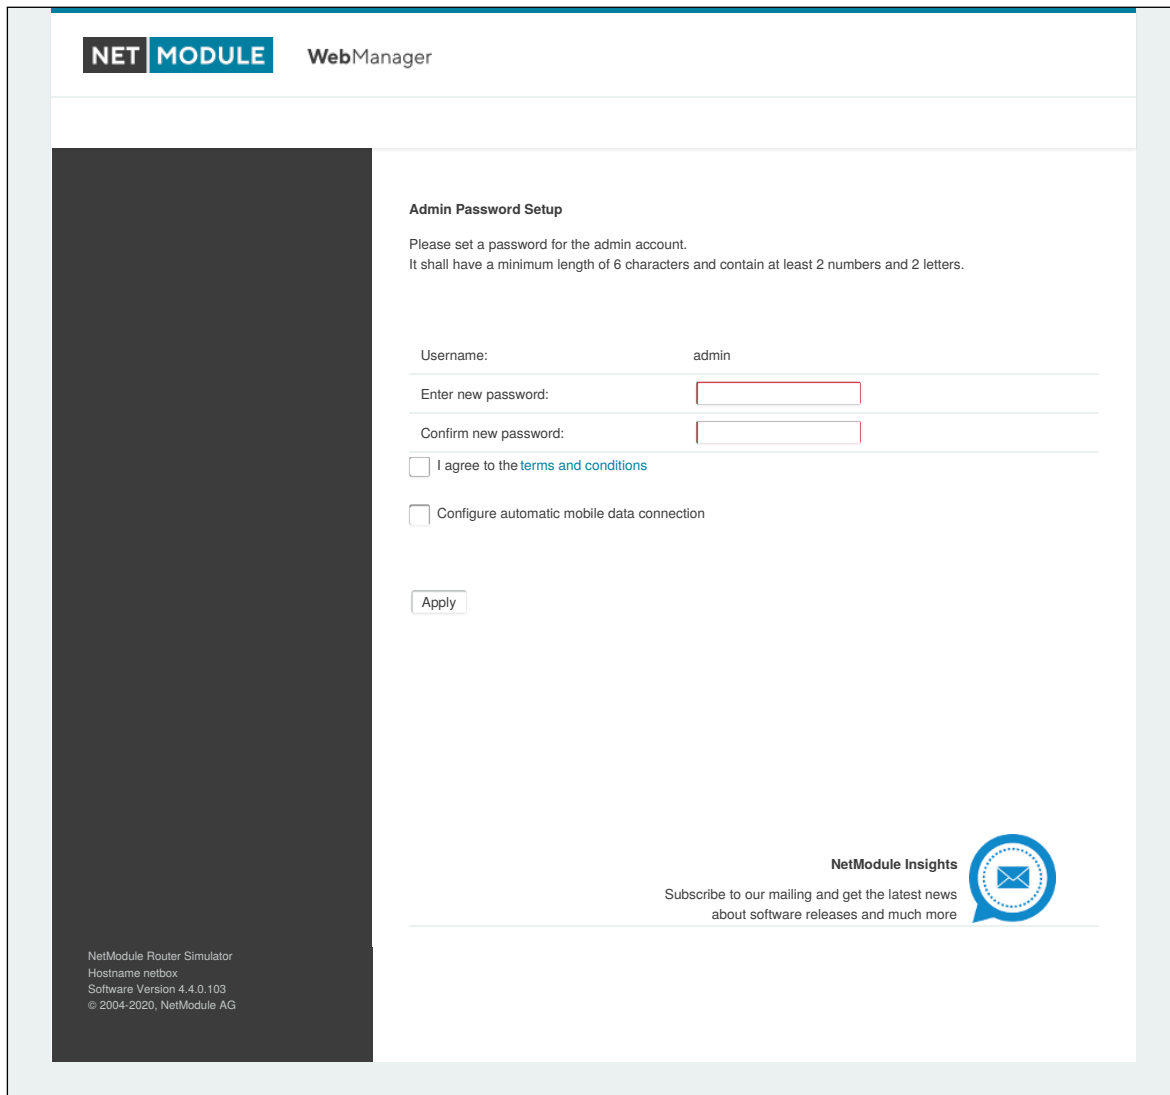 NET MODULE WebManager
Admin Password Setup
Please set a password for the admin account.
It shall have a minimum length of 6 characters and contain at least 2 numbers and 2 letters.
Username: admin
Enter new password:
Confirm new password:
I agree to the terms and conditions
Configure automatic mobile data connection
Apply
NetModule Insights
Subscribe to our mailing and get the latest news
about software releases and much more
NetModule Router Simulator
Hostname netbox
Software Version 4.4.0.103
© 2004-2020, NetModule AG